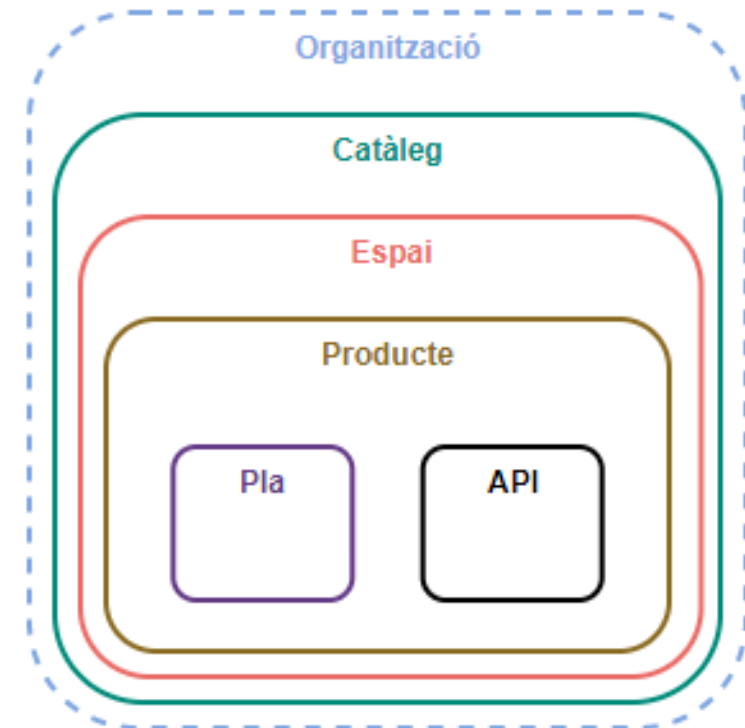 Organització
Catàleg
Espai
Producte
Pla
API